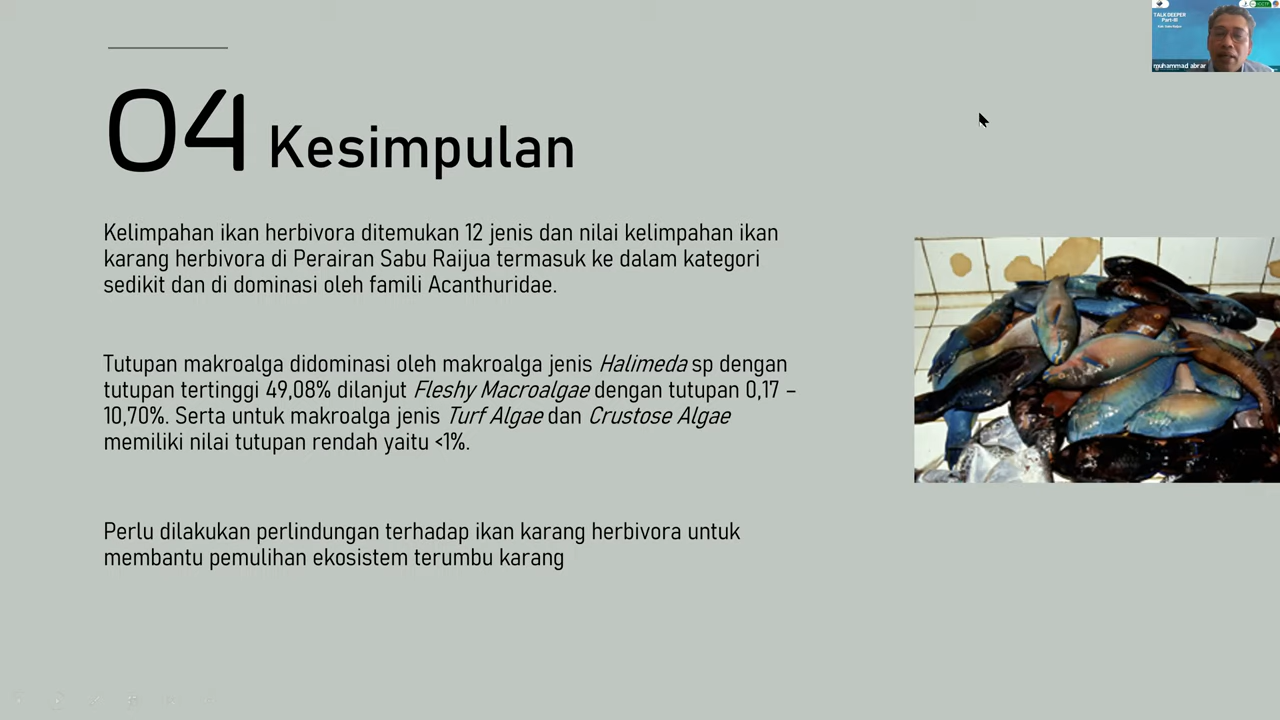 04 Kesimpulan
Kelimpahan ikan herbivora ditemukan 12 jenis dan nilai kelimpahan ikan
karang herbivora di Perairan Sabu Raijua termasuk ke dalam kategori
sedikit dan di dominasi oleh famili Acanthuridae.
Tutupan makroalga didominasi oleh makroalga jenis Halimeda sp dengan
tutupan tertinggi 49,08% dilanjut Fleshy Macroalgae dengan tutupan 0,17 –
10,70%. Serta untuk makroalga jenis Turf Algae dan Crustose Algae
memiliki nilai tutupan rendah yaitu <1%.
Perlu dilakukan perlindungan terhadap ikan karang herbivora untuk
membantu pemulihan ekosistem terumbu karang
TALK DEEPER
Part-III
muhammad abrar